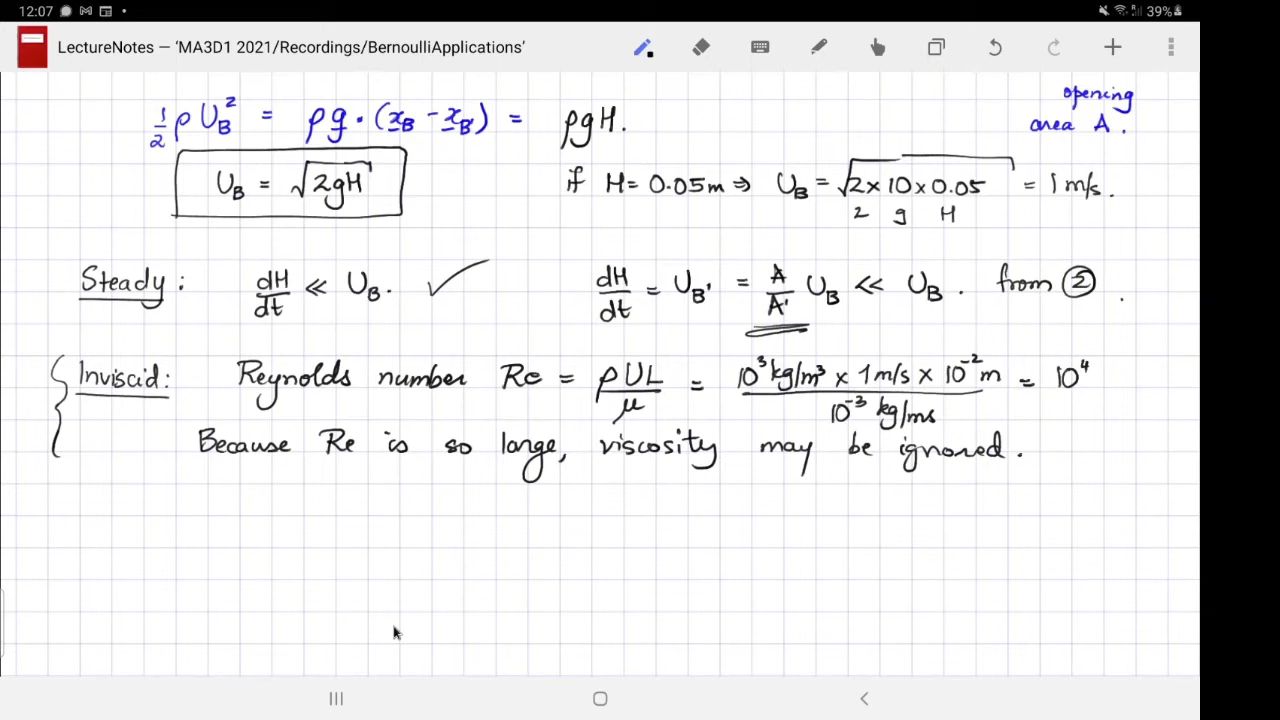 12:07 39%
LectureNotes — ‘MA3D1 2021/Recordings/BernoulliApplications’
opening
area A.
½ρU_B² = ρg·(x_B − x_B') = ρgH.
U_B = √2gH
if H = 0.05m ⇒ U_B = √2×10×0.05 = 1 m/s.
2 g H
Steady: dH/dt ≪ U_B. ✓ dH/dt = U_B' = A/A' U_B ≪ U_B. from ②.
Inviscid: Reynolds number Re = ρUL/μ = 10³kg/m³ × 1m/s × 10⁻²m / 10⁻³ kg/ms = 10⁴
Because Re is so large, viscosity may be ignored.